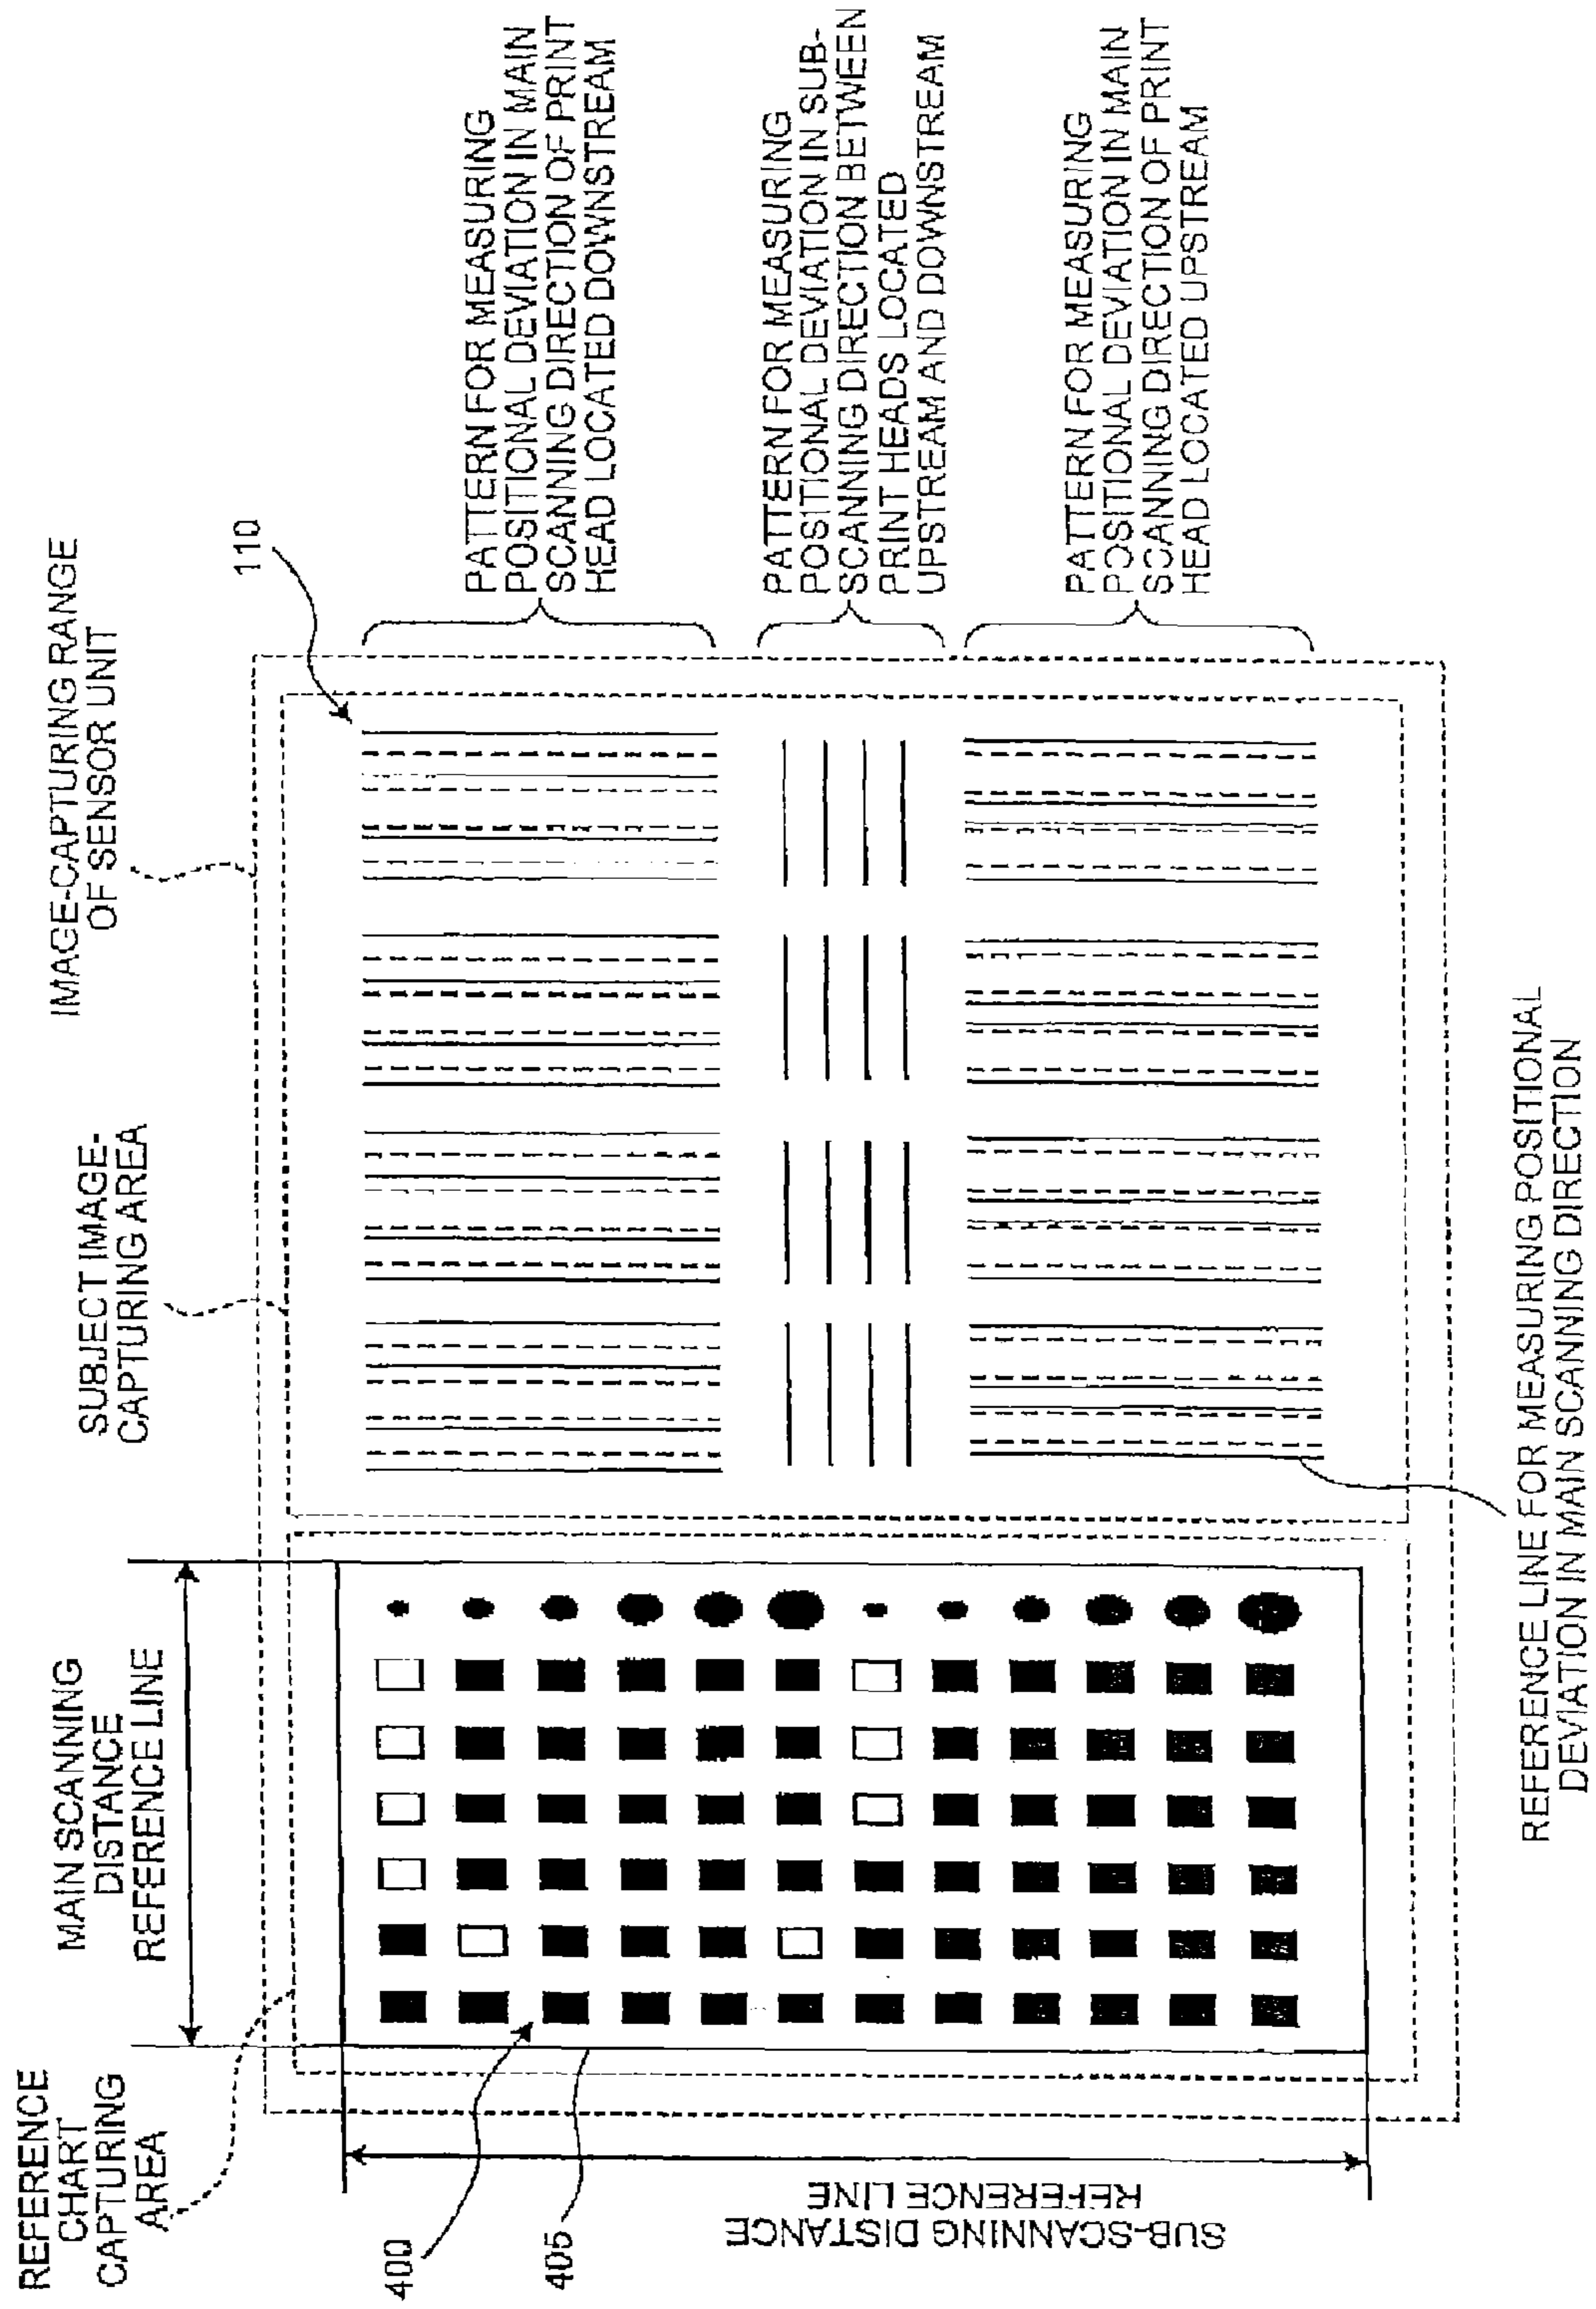 REFERENCE
CHART
CAPTURING
AREA
MAIN SCANNING
DISTANCE
REFERENCE LINE
SUBJECT IMAGE-
CAPTURING AREA
IMAGE-CAPTURING RANGE
OF SENSOR UNIT
110
PATTERN FOR MEASURING
POSITIONAL DEVIATION IN MAIN
SCANNING DIRECTION OF PRINT
HEAD LOCATED DOWNSTREAM
PATTERN FOR MEASURING
POSITIONAL DEVIATION IN SUB-
SCANNING DIRECTION BETWEEN
PRINT HEADS LOCATED
UPSTREAM AND DOWNSTREAM
PATTERN FOR MEASURING
POSITIONAL DEVIATION IN MAIN
SCANNING DIRECTION OF PRINT
HEAD LOCATED UPSTREAM
400
405
SUB-SCANNING DISTANCE
REFERENCE LINE
REFERENCE LINE FOR MEASURING POSITIONAL
DEVIATION IN MAIN SCANNING DIRECTION